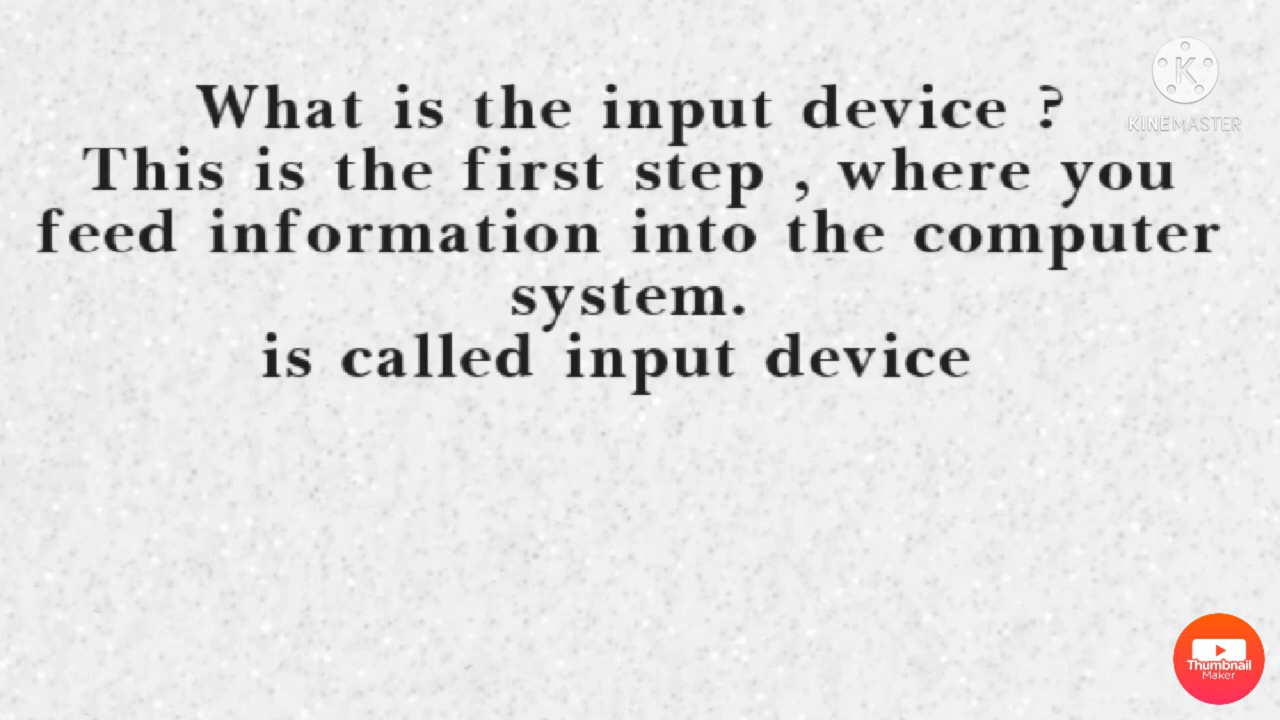 What is the input device ?
This is the first step , where you
feed information into the computer
system.
is called input device
KINEMASTER
Thumbnail
Maker